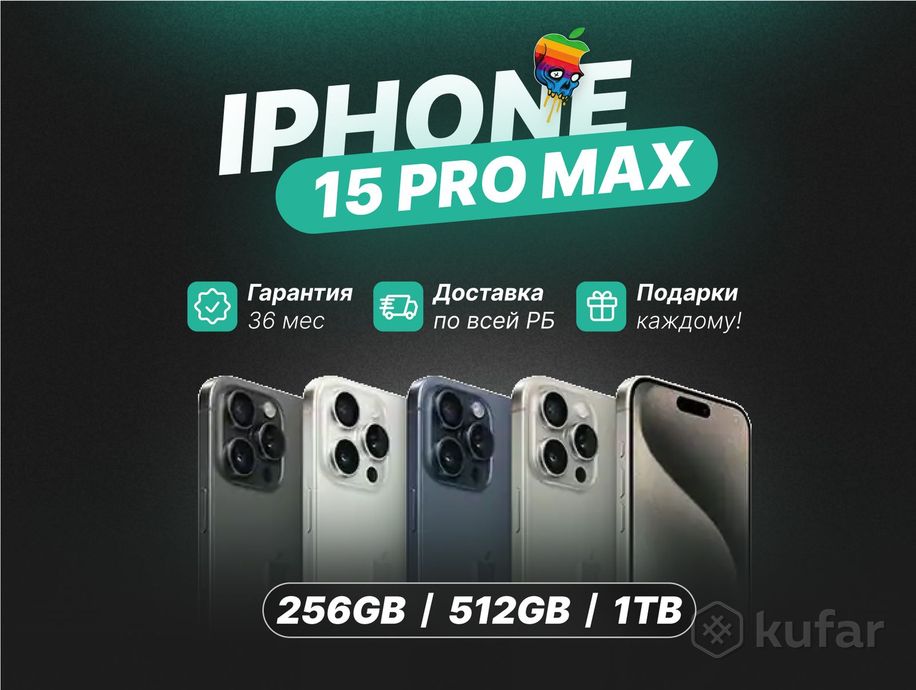 IPHONE
15 PRO MAX
Гарантия
36 мес
Доставка
по всей РБ
Подарки
каждому!
256GB / 512GB / 1TB
kufar